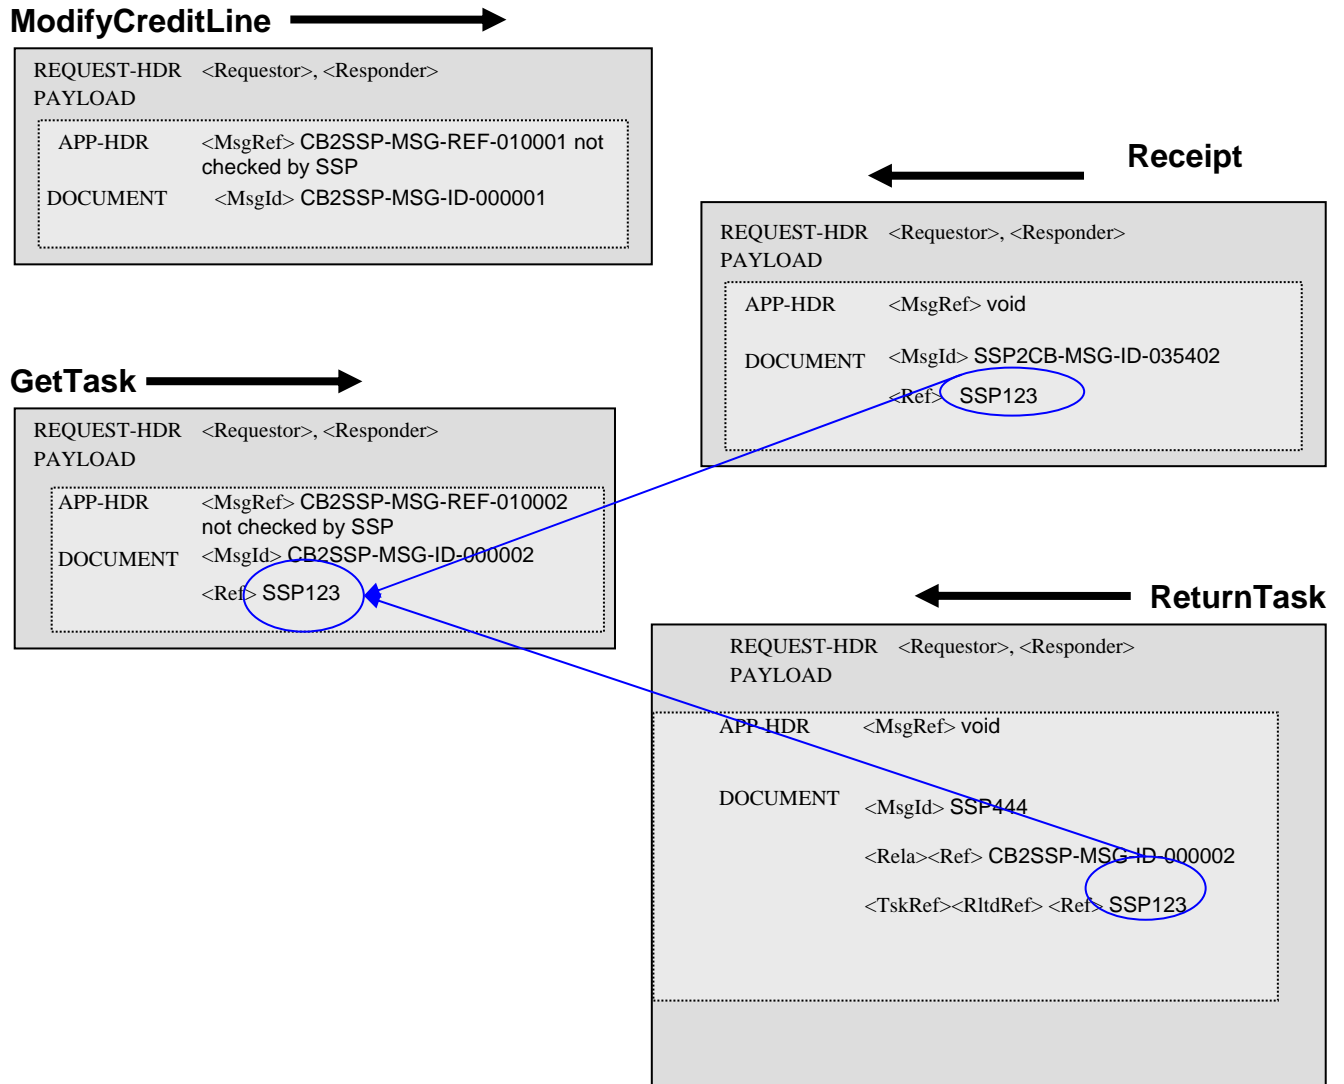 ModifyCreditLine
REQUEST-HDR <Requestor>, <Responder>
PAYLOAD
APP-HDR <MsgRef> CB2SSP-MSG-REF-010001 not
checked by SSP
DOCUMENT <MsgId> CB2SSP-MSG-ID-000001
Receipt
REQUEST-HDR <Requestor>, <Responder>
PAYLOAD
APP-HDR <MsgRef> void
DOCUMENT <MsgId> SSP2CB-MSG-ID-035402
<Ref> SSP123
GetTask
REQUEST-HDR <Requestor>, <Responder>
PAYLOAD
APP-HDR <MsgRef> CB2SSP-MSG-REF-010002
not checked by SSP
DOCUMENT <MsgId> CB2SSP-MSG-ID-000002
<Ref> SSP123
ReturnTask
REQUEST-HDR <Requestor>, <Responder>
PAYLOAD
APP-HDR <MsgRef> void
DOCUMENT <MsgId> SSP444
<Rela><Ref> CB2SSP-MSG-ID-000002
<TskRef><RltdRef> <Ref> SSP123